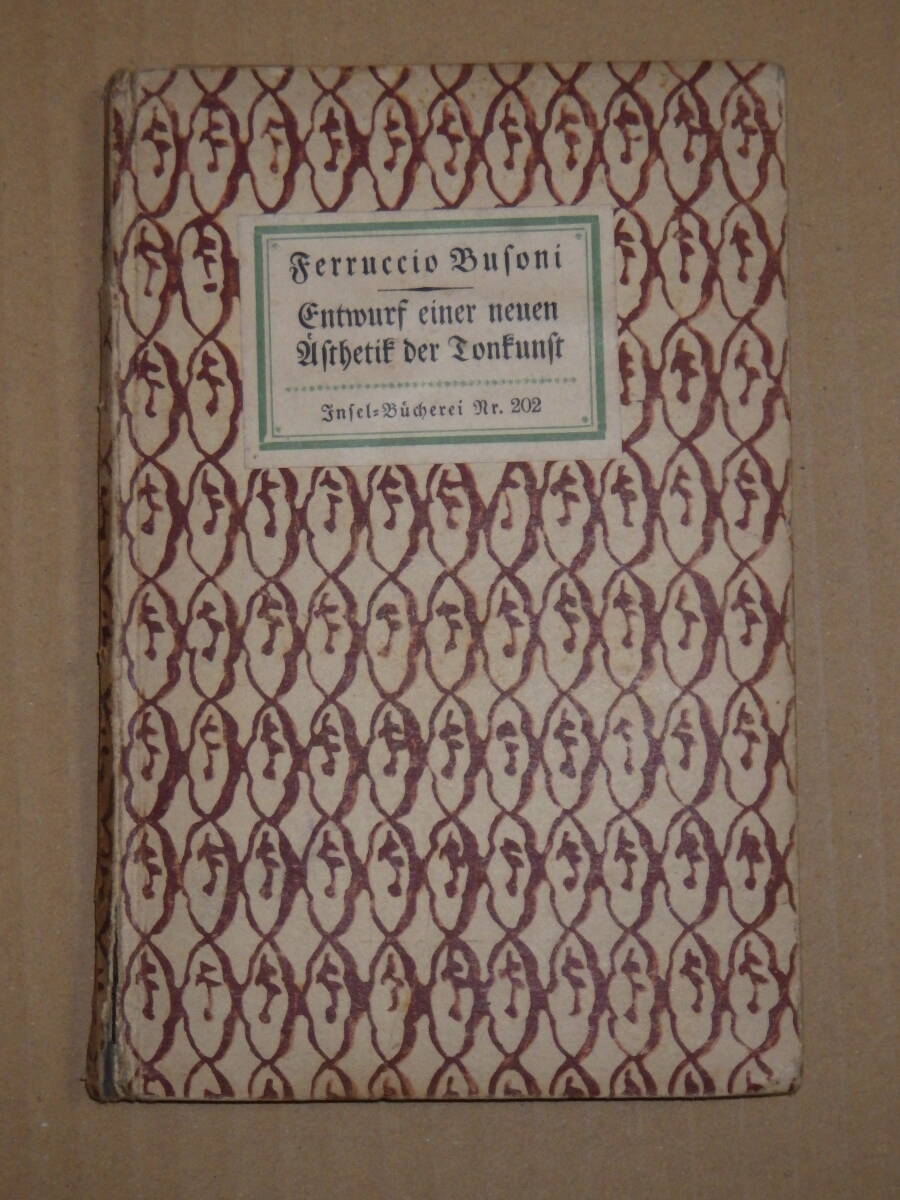 Ferruccio Buſoni
Entwurf einer neuen
Äſthetik der Tonkunſt
Inſel-Bücherei Nr. 202